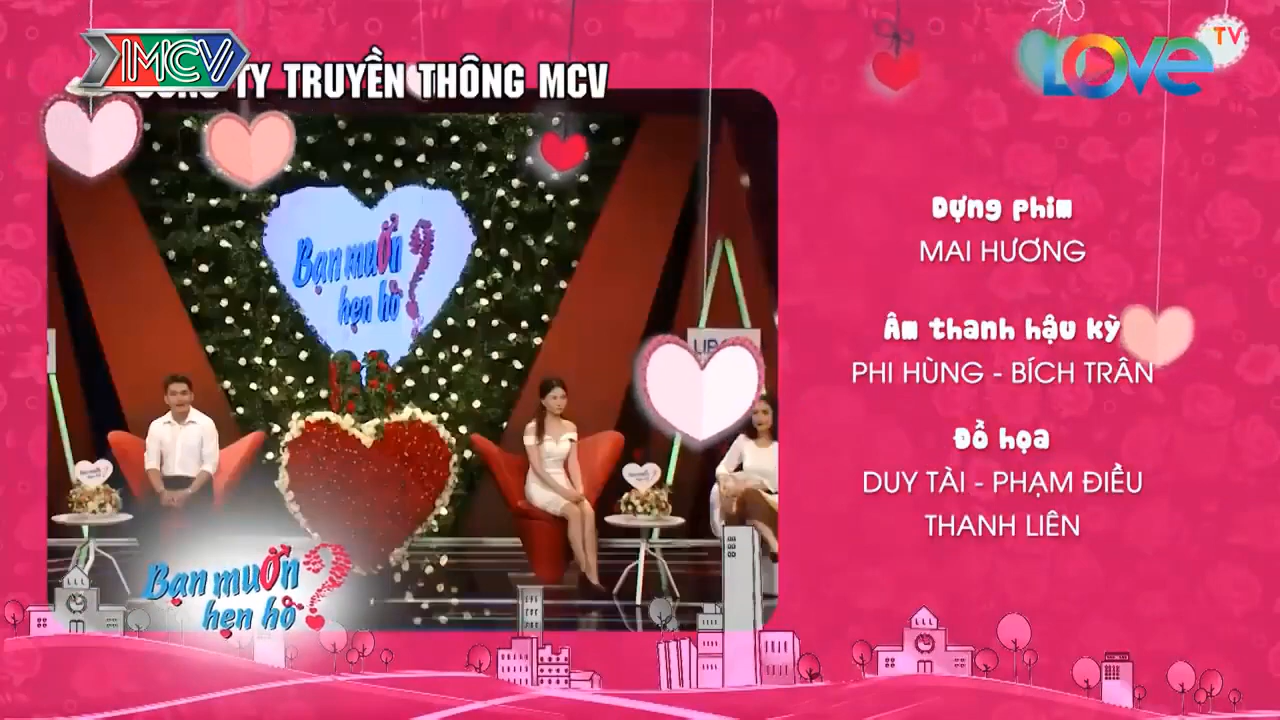 MCV
TY TRUYỀN THÔNG MCV
LOVE TV
Bạn muốn
hẹn hò?
Dựng phim
MAI HƯƠNG
Âm thanh hậu kỳ
PHI HÙNG - BÍCH TRÂN
Đồ họa
DUY TÀI - PHẠM ĐIỀU
THANH LIÊN
Bạn muốn
hẹn hò?